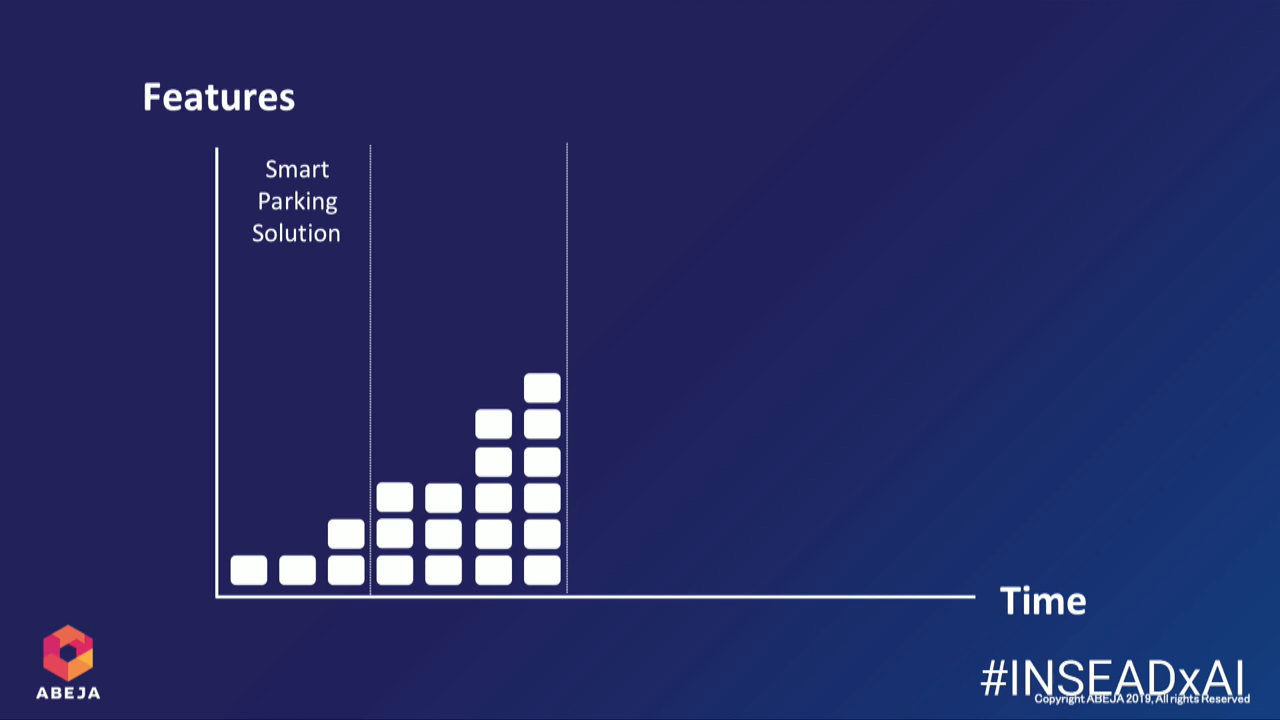 Features
Smart
Parking
Solution
Time
ABEJA
#INSEADxAI
Copyright ABEJA 2019, All rights Reserved